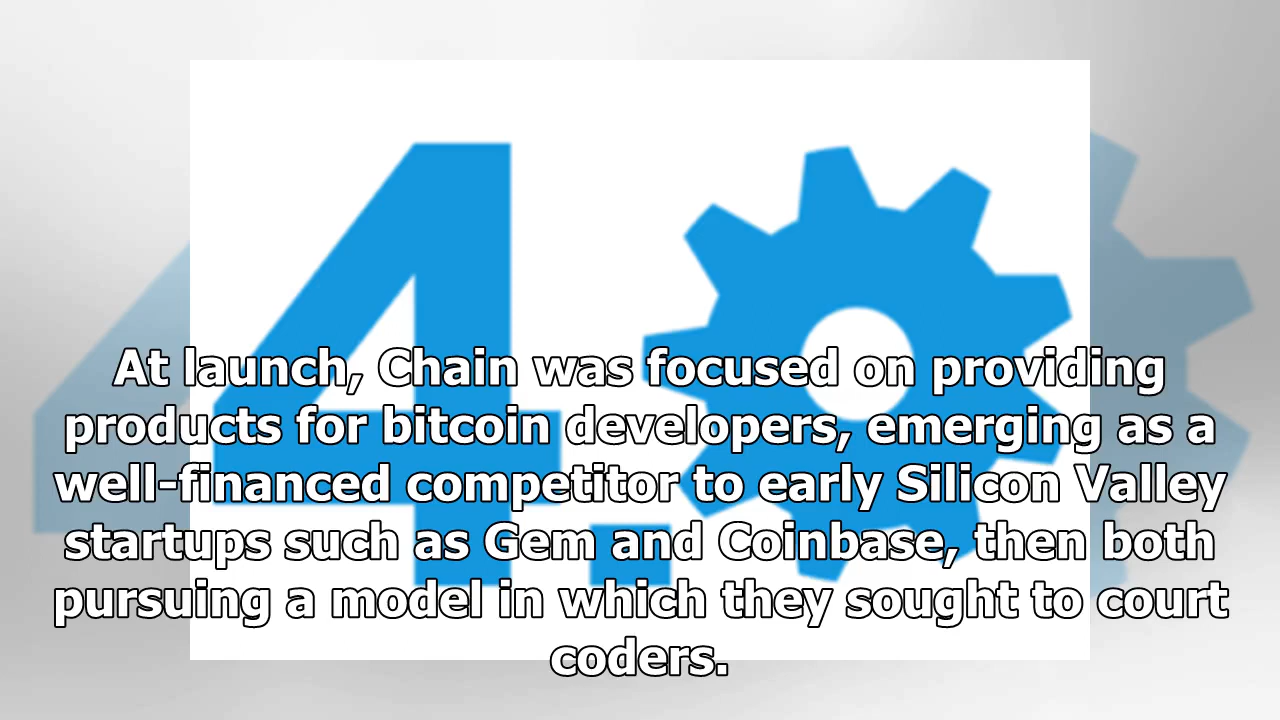 4.
At launch, Chain was focused on providing
products for bitcoin developers, emerging as a
well-financed competitor to early Silicon Valley
startups such as Gem and Coinbase, then both
pursuing a model in which they sought to court
coders.